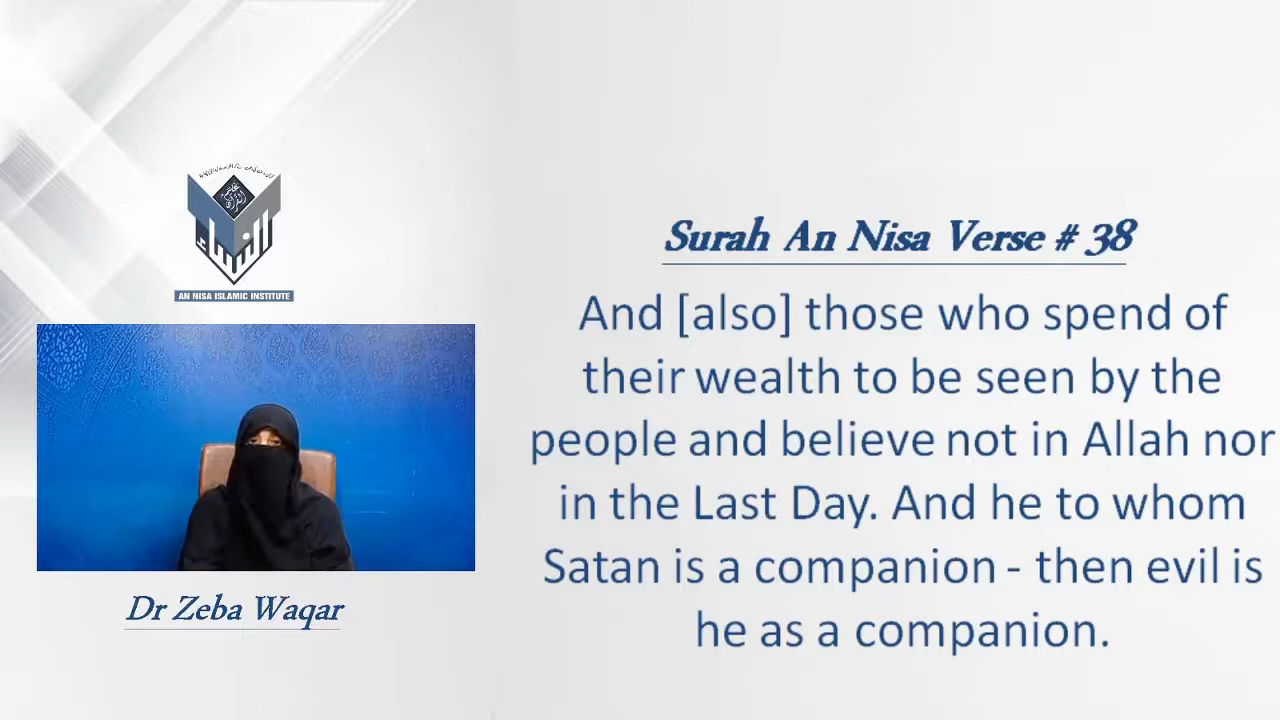 النساء
AN NISA ISLAMIC INSTITUTE
Dr Zeba Waqar
Surah An Nisa Verse # 38
And [also] those who spend of
their wealth to be seen by the
people and believe not in Allah nor
in the Last Day. And he to whom
Satan is a companion - then evil is
he as a companion.